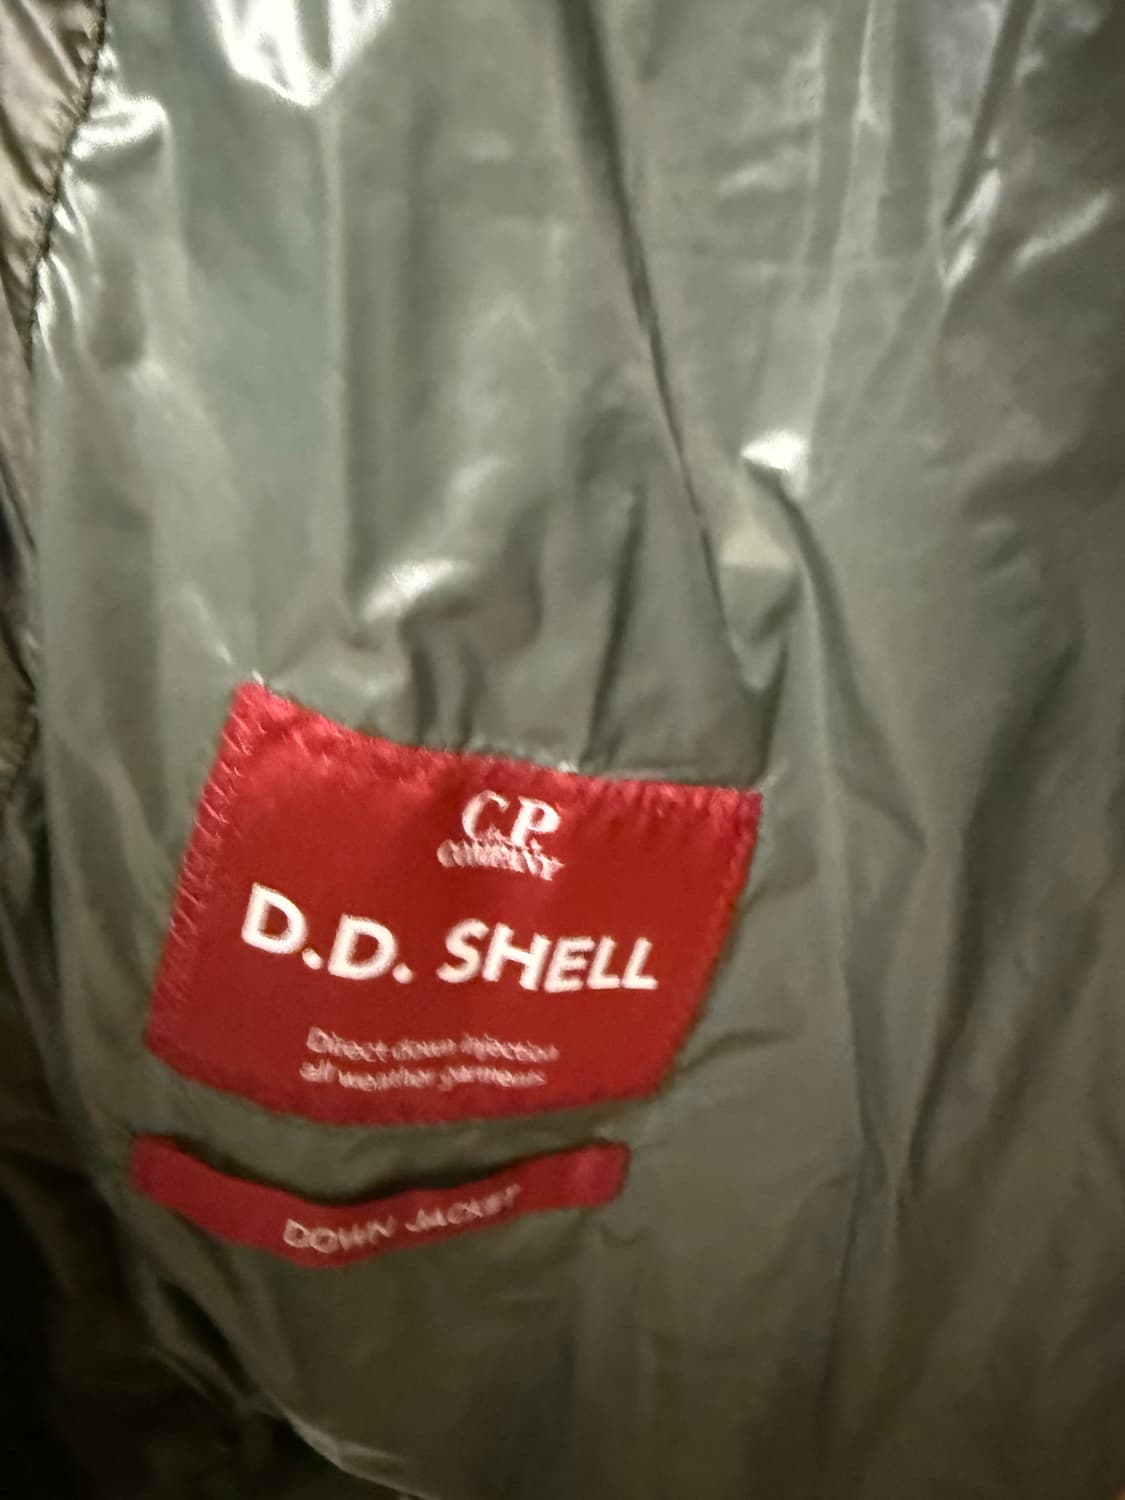 C.P.
COMPANY
D.D. SHELL
Direct down injection
all weather garments
DOWN JACKET